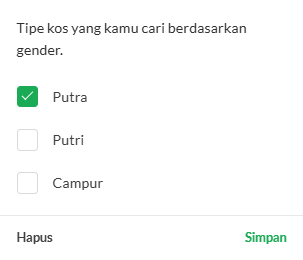 Tipe kos yang kamu cari berdasarkan
gender.
Putra
Putri
Campur
Hapus Simpan